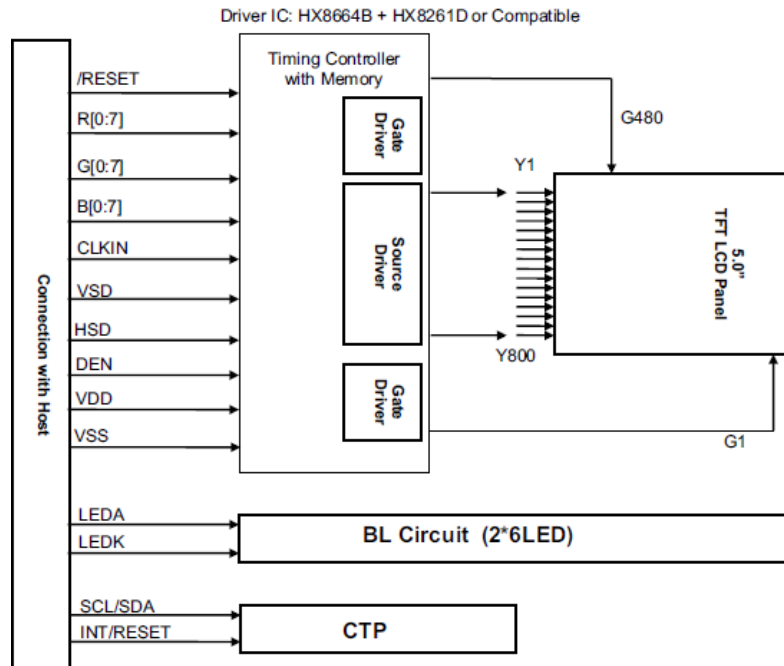 Driver IC: HX8664B + HX8261D or Compatible
Connection with Host
/RESET
R[0:7]
G[0:7]
B[0:7]
CLKIN
VSD
HSD
DEN
VDD
VSS
Timing Controller
with Memory
Gate
Driver
Source
Driver
Gate
Driver
G480
Y1
Y800
G1
5.0"
TFT LCD Panel
LEDA
LEDK
BL Circuit (2*6LED)
SCL/SDA
INT/RESET
CTP